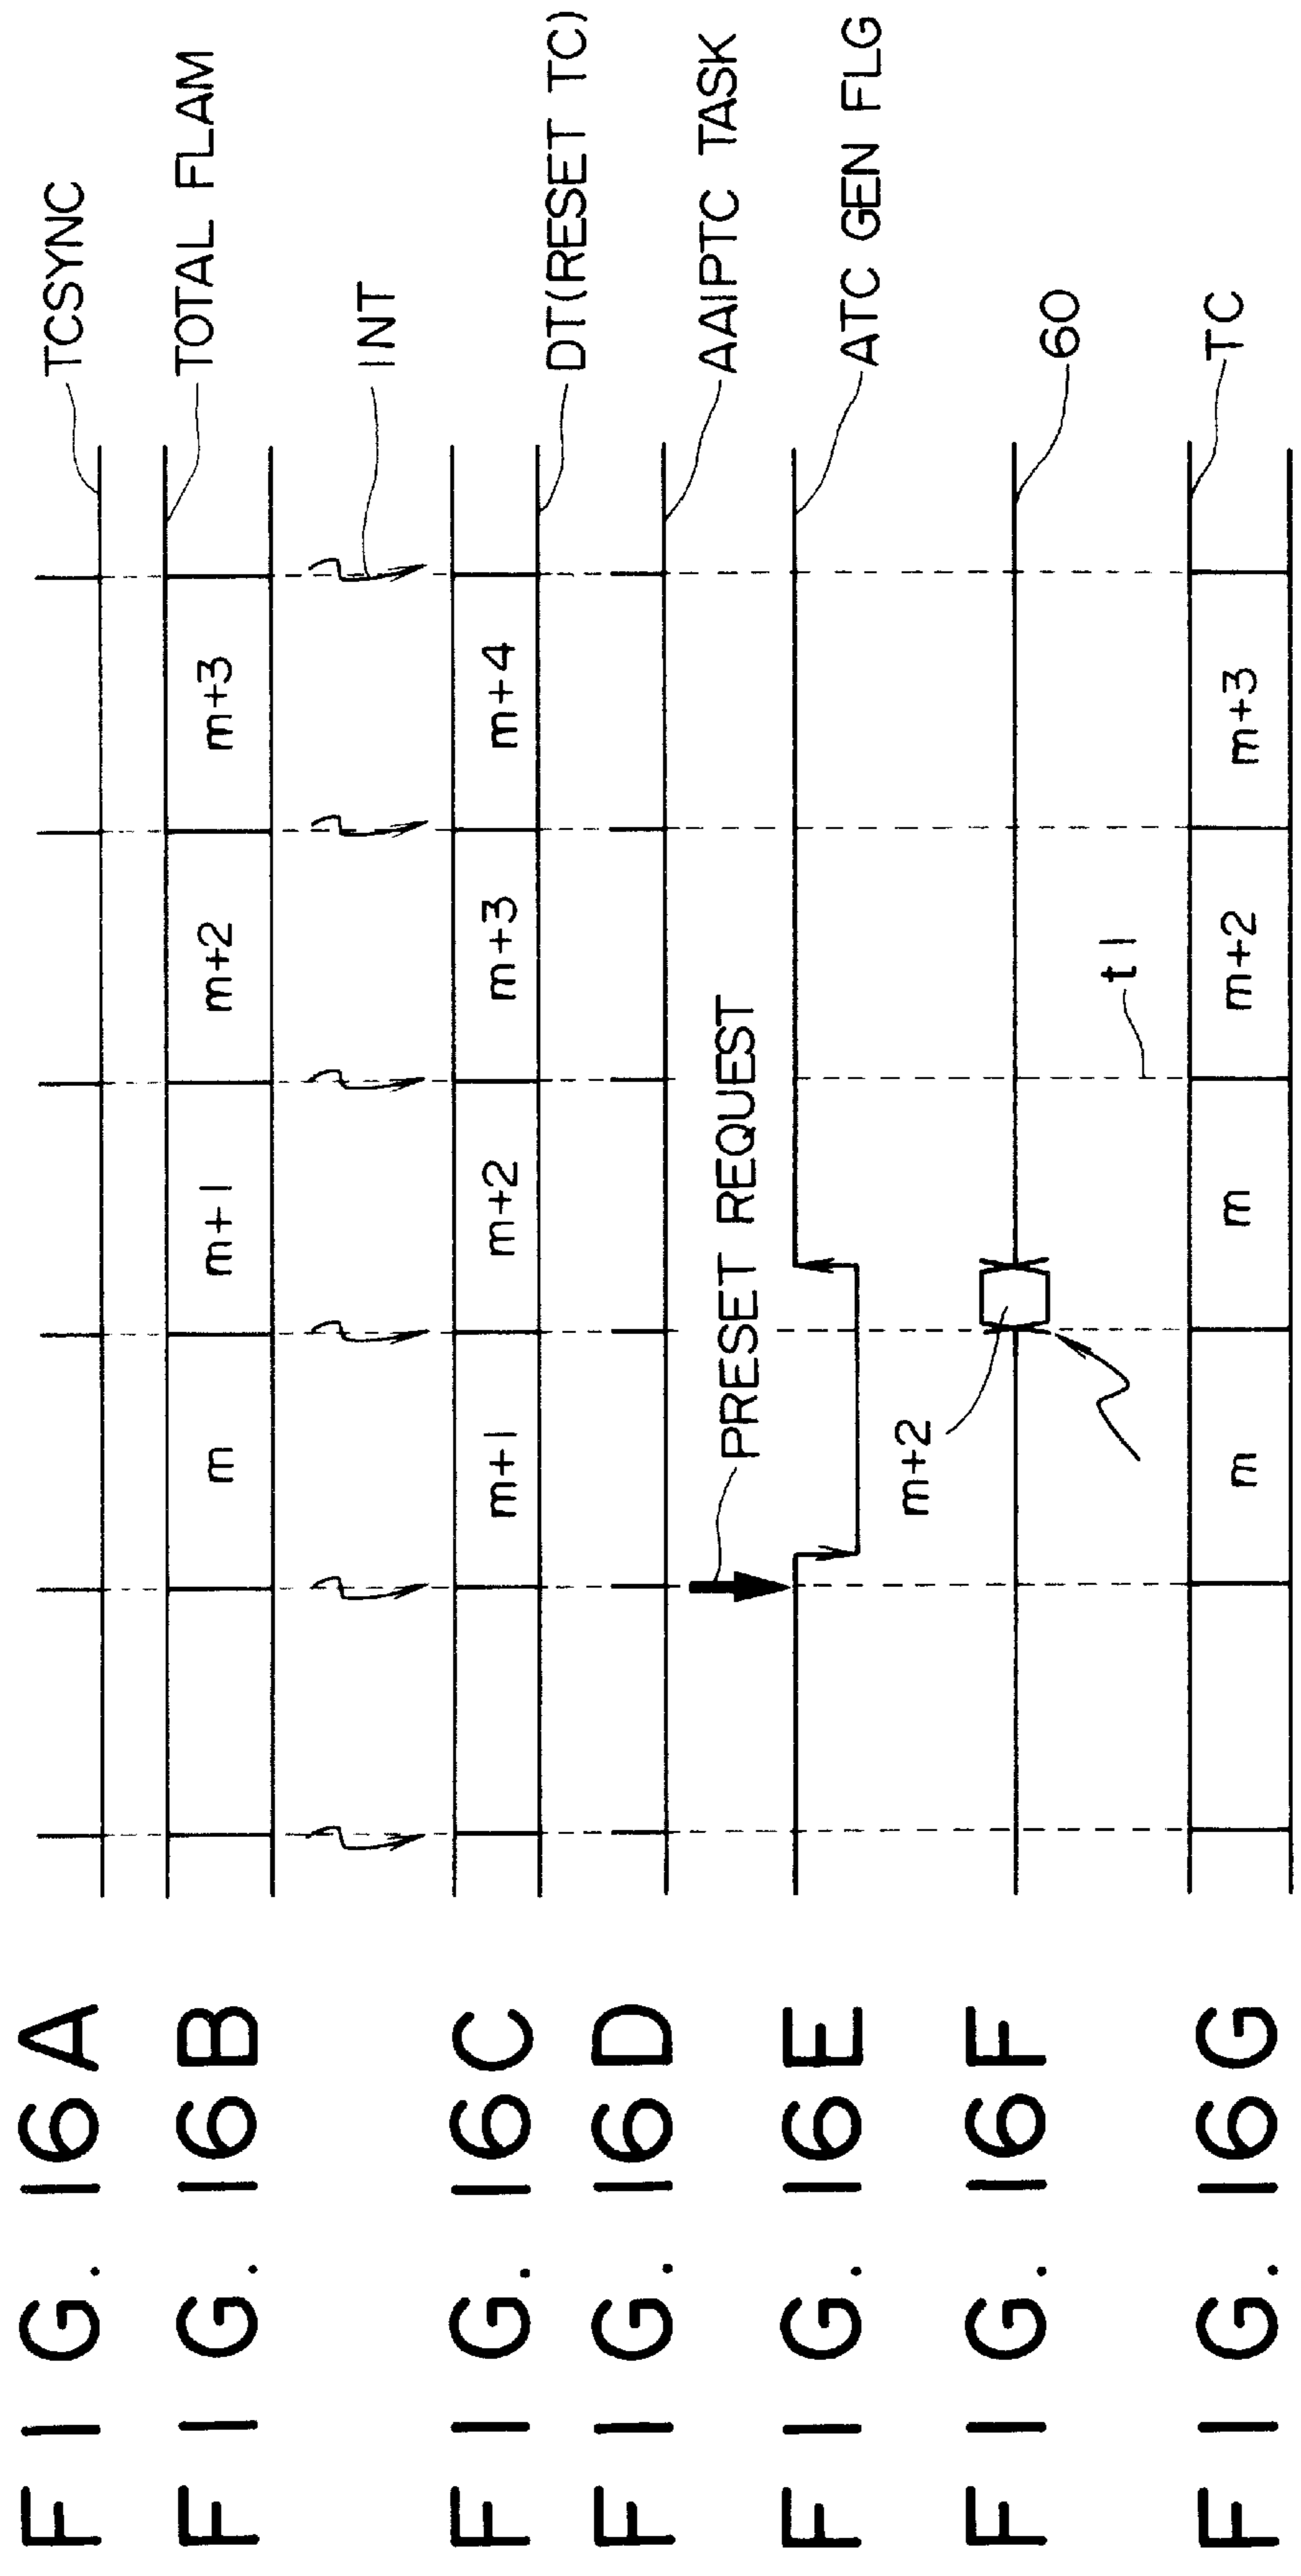 FIG. 16A
TCSYNC
FIG. 16B
m
m+1
m+2
m+3
TOTAL FLAM
INT
FIG. 16C
m+1
m+2
m+3
m+4
DT(RESET TC)
FIG. 16D
AAIPTC TASK
PRESET REQUEST
FIG. 16E
ATC GEN FLG
m+2
FIG. 16F
60
t1
FIG. 16G
m
m
m+2
m+3
TC